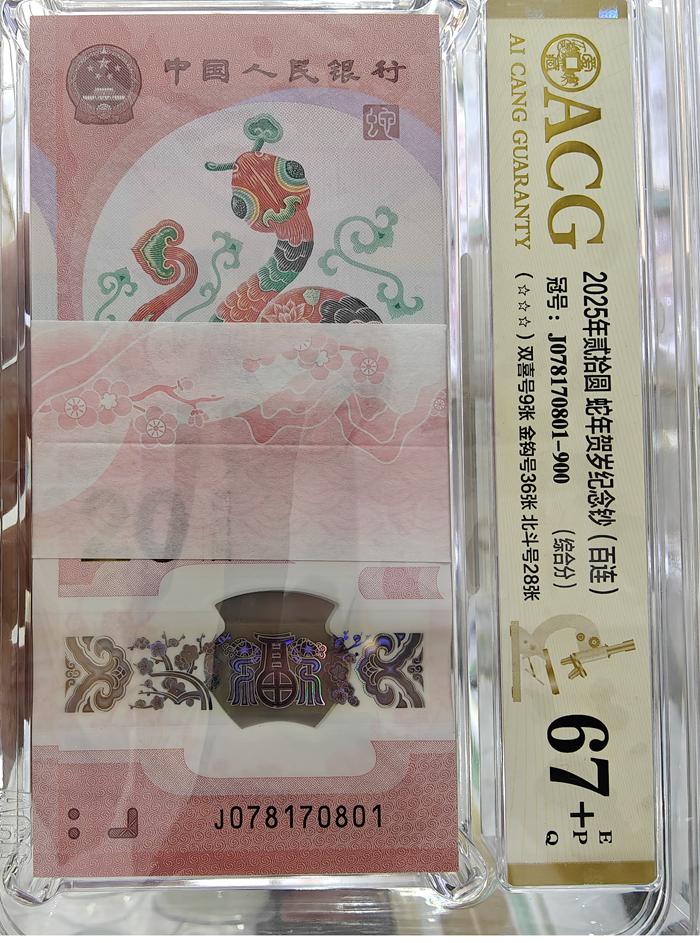 中国人民银行
蛇
J078170801
ACG
AI CANG GUARANTY
2025年贰拾圆 蛇年贺岁纪念钞 ( 百连 )
冠号：J078170801-900 (综合分)
( ☆☆☆ ) 双喜号9张 金钩号36张 北斗号28张
67+
E
P
Q